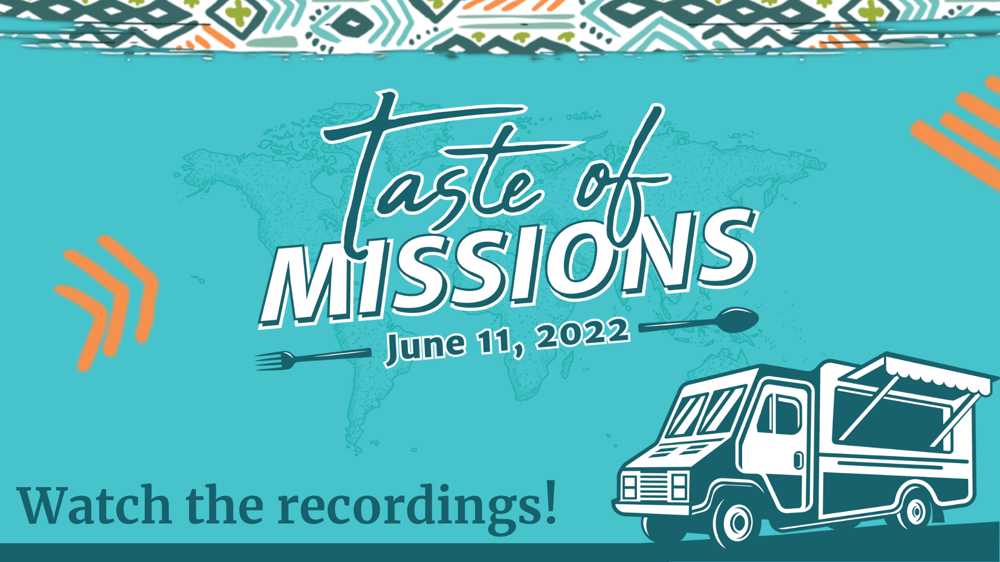 Taste of
MISSIONS
June 11, 2022
Watch the recordings!